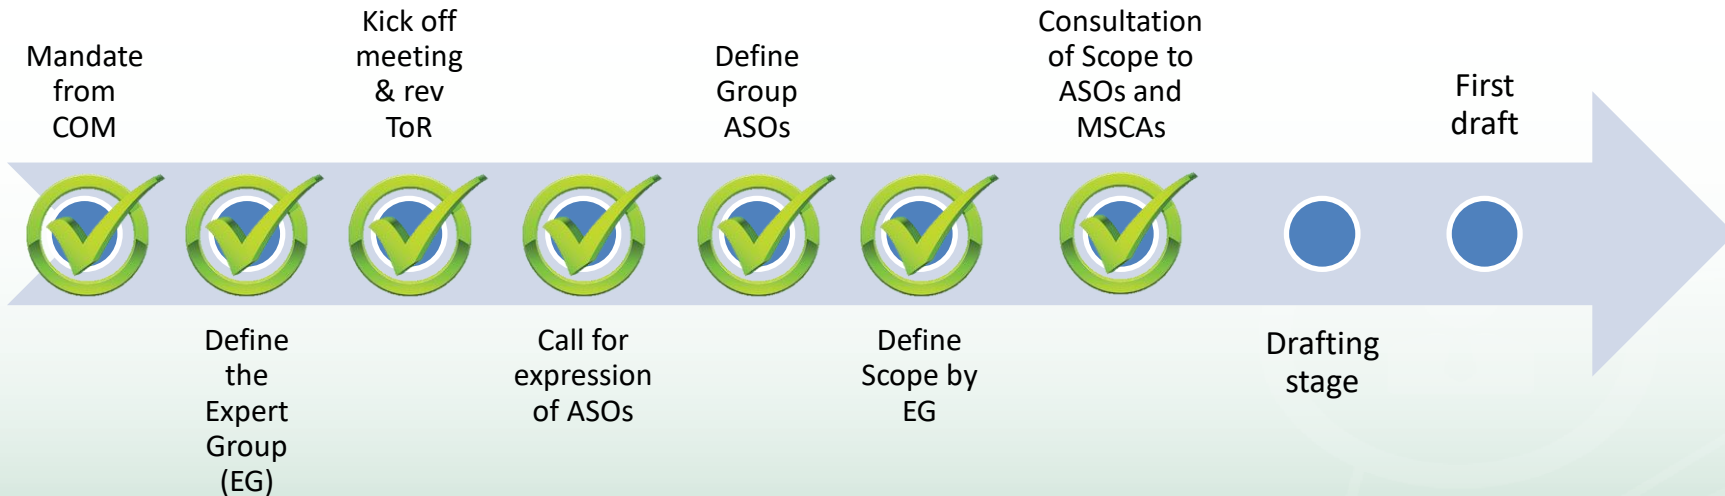 Mandate
from
COM
Define
the
Expert
Group
(EG)
Kick off
meeting
& rev
ToR
Call for
expression
of ASOs
Define
Group
ASOs
Define
Scope by
EG
Consultation
of Scope to
ASOs and
MSCAs
Drafting
stage
First
draft